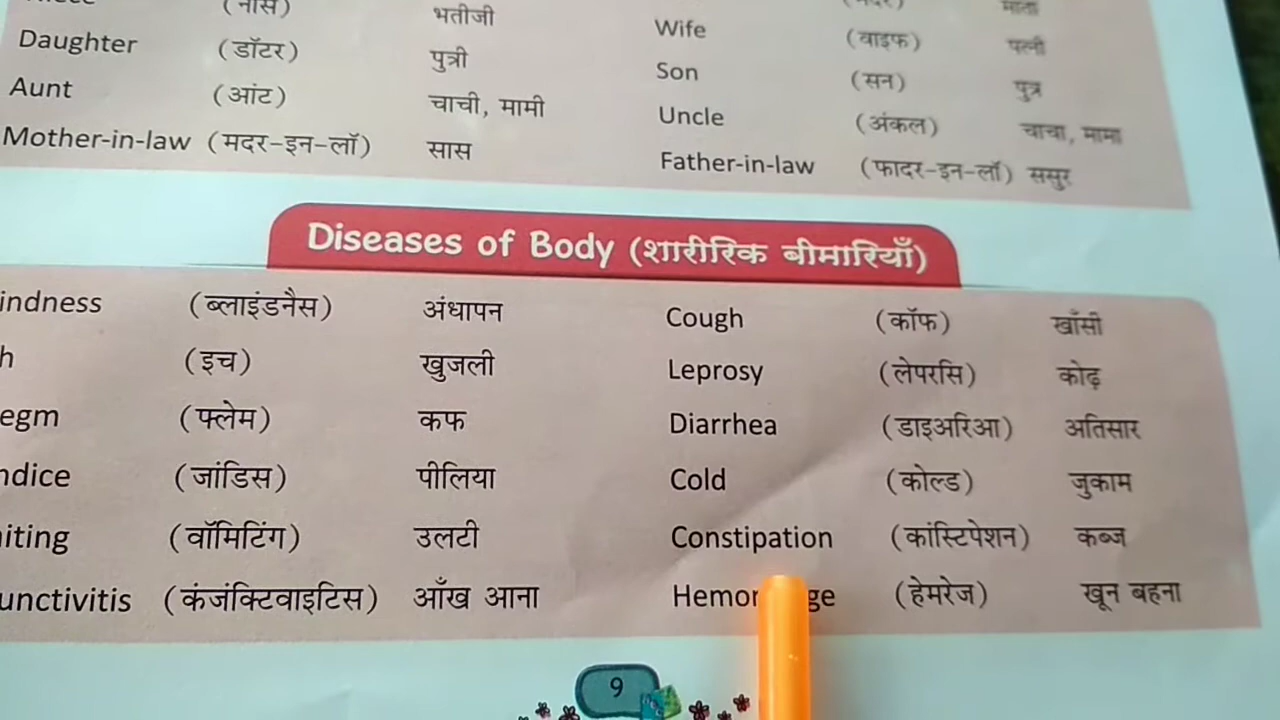 (नीस) भतीजी
Daughter (डॉटर) पुत्री
Aunt (आंट) चाची, मामी
Mother-in-law (मदर-इन-लॉ) सास
माता
Wife (वाइफ) पत्नी
Son (सन) पुत्र
Uncle (अंकल) चाचा, मामा
Father-in-law (फादर-इन-लॉ) ससुर
Diseases of Body (शारीरिक बीमारियाँ)
indness (ब्लाइंडनैस) अंधापन
h (इच) खुजली
egm (फ्लेम) कफ
ndice (जांडिस) पीलिया
iting (वॉमिटिंग) उलटी
unctivitis (कंजंक्टिवाइटिस) आँख आना
Cough (कॉफ) खाँसी
Leprosy (लेपरसि) कोढ़
Diarrhea (डाइअरिआ) अतिसार
Cold (कोल्ड) जुकाम
Constipation (कांस्टिपेशन) कब्ज
Hemor ge (हेमरेज) खून बहना
9